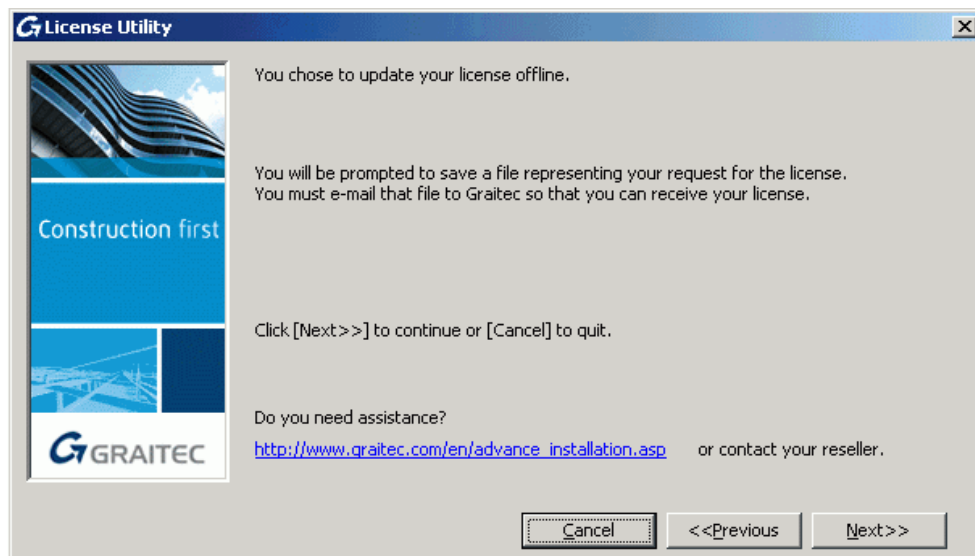 License Utility
You chose to update your license offline.
You will be prompted to save a file representing your request for the license.
You must e-mail that file to Graitec so that you can receive your license.
Construction first
Click [Next>>] to continue or [Cancel] to quit.
Do you need assistance?
http://www.graitec.com/en/advance_installation.asp or contact your reseller.
GRAITEC
Cancel <<Previous Next>>